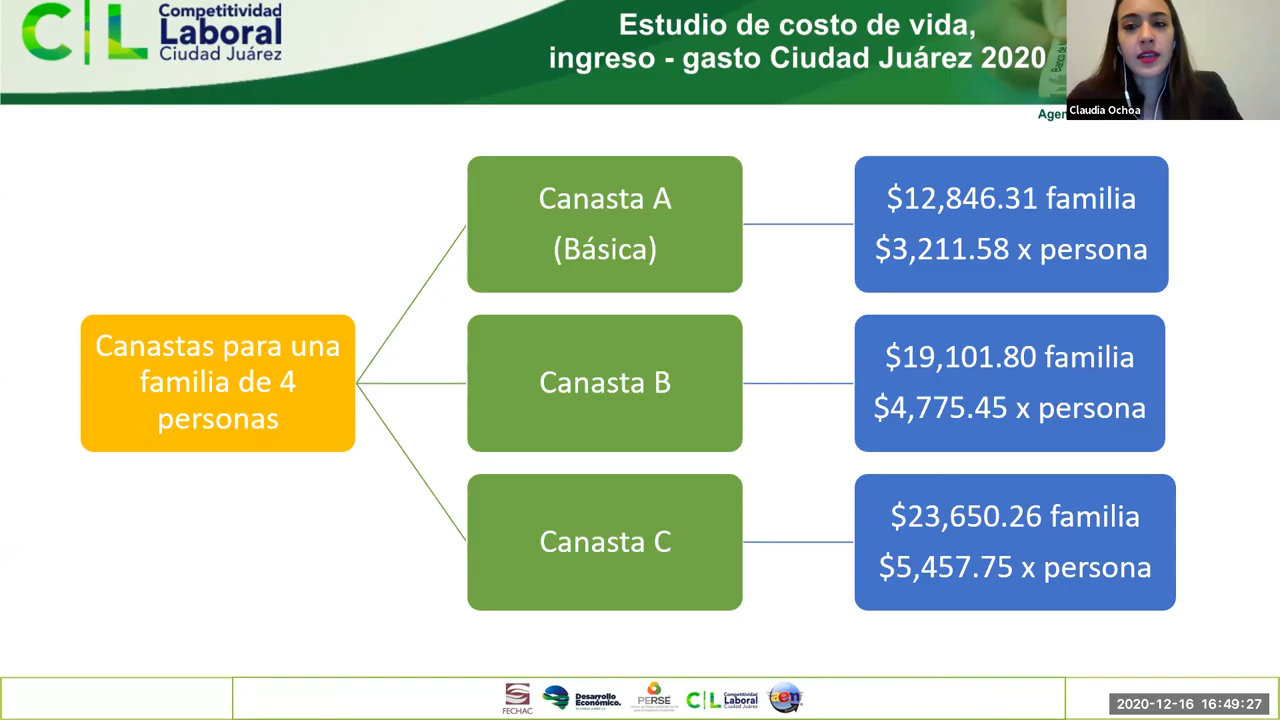 C|L
Competitividad
Laboral
Ciudad Juárez
Estudio de costo de vida,
ingreso - gasto Ciudad Juárez 2020
Agen
Claudia Ochoa
Canastas para una
familia de 4
personas
Canasta A
(Básica)
$12,846.31 familia
$3,211.58 x persona
Canasta B
$19,101.80 familia
$4,775.45 x persona
Canasta C
$23,650.26 familia
$5,457.75 x persona
FECHAC
Desarrollo
Económico.
PERSÉ
C|L
Competitividad
Laboral
Ciudad Juárez
2020-12-16 16:49:27